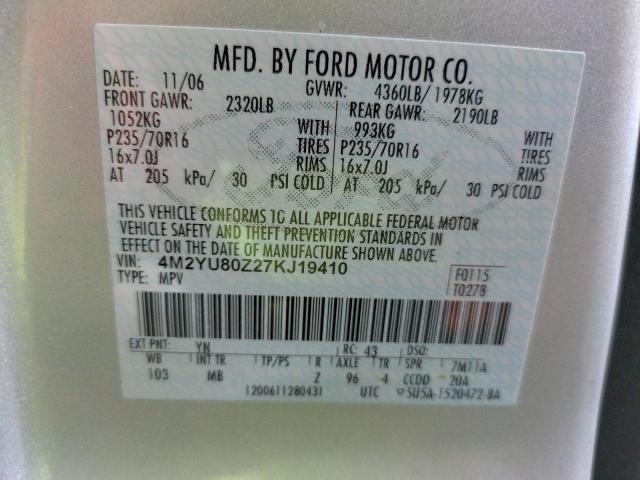 MFD. BY FORD MOTOR CO.
DATE: 11/06 GVWR: 4360LB/ 1978KG
FRONT GAWR: 2320LB REAR GAWR: 2190LB
1052KG WITH 993KG WITH
P235/70R16 TIRES P235/70R16 TIRES
16x7.0J RIMS 16x7.0J RIMS
AT 205 kPa/ 30 PSI COLD AT 205 kPa/ 30 PSI COLD
Ford
THIS VEHICLE CONFORMS TO ALL APPLICABLE FEDERAL MOTOR
VEHICLE SAFETY AND THEFT PREVENTION STANDARDS IN
EFFECT ON THE DATE OF MANUFACTURE SHOWN ABOVE.
VIN: 4M2YU80Z27KJ19410 F0115
TYPE: MPV T0278
EXT PNT: YN RC: 43 DSO:
WB INT TR TP/PS R AXLE TR SPR 7M11A
103 MB Z 96 4 CCDD 20A
1200611280431 UTC 5U5A-1520472-BA